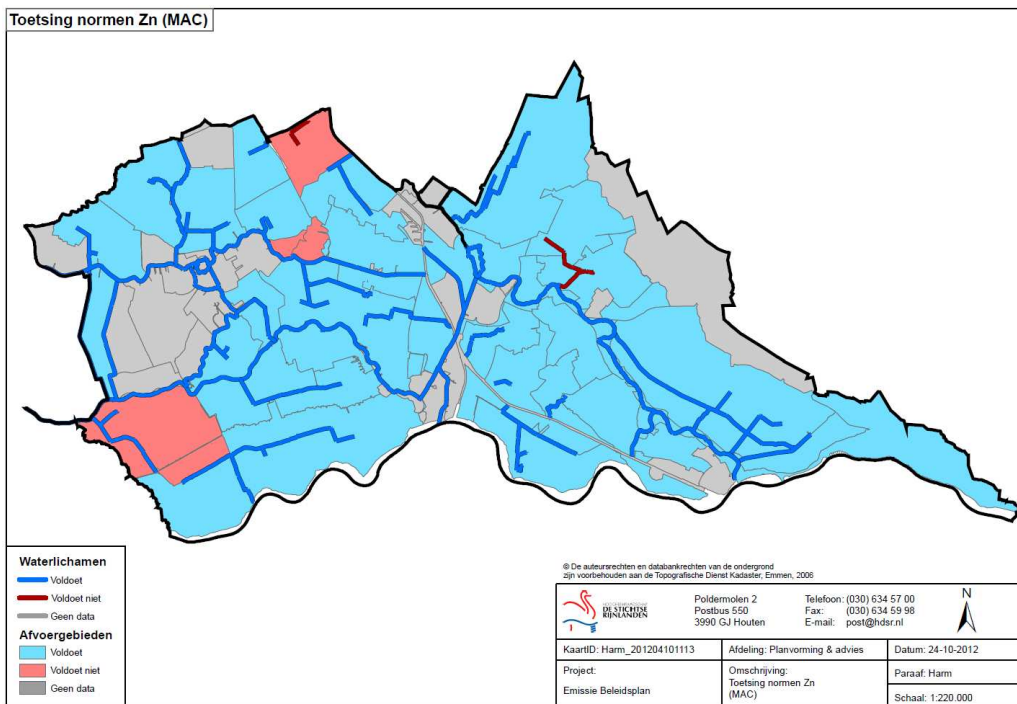 Toetsing normen Zn (MAC)
Waterlichamen
Voldoet
Voldoet niet
Geen data
Afvoergebieden
Voldoet
Voldoet niet
Geen data
© De auteursrechten en databankrechten van de ondergrond
zijn voorbehouden aan de Topografische Dienst Kadaster, Emmen, 2006
DE STICHTSE
RIJNLANDEN
Poldermolen 2
Postbus 550
3990 GJ Houten
Telefoon: (030) 634 57 00
Fax: (030) 634 59 98
E-mail: post@hdsr.nl
N
KaartID: Harm_201204101113
Afdeling: Planvorming & advies
Datum: 24-10-2012
Project:
Emissie Beleidsplan
Omschrijving:
Toetsing normen Zn
(MAC)
Paraaf: Harm
Schaal: 1:220.000